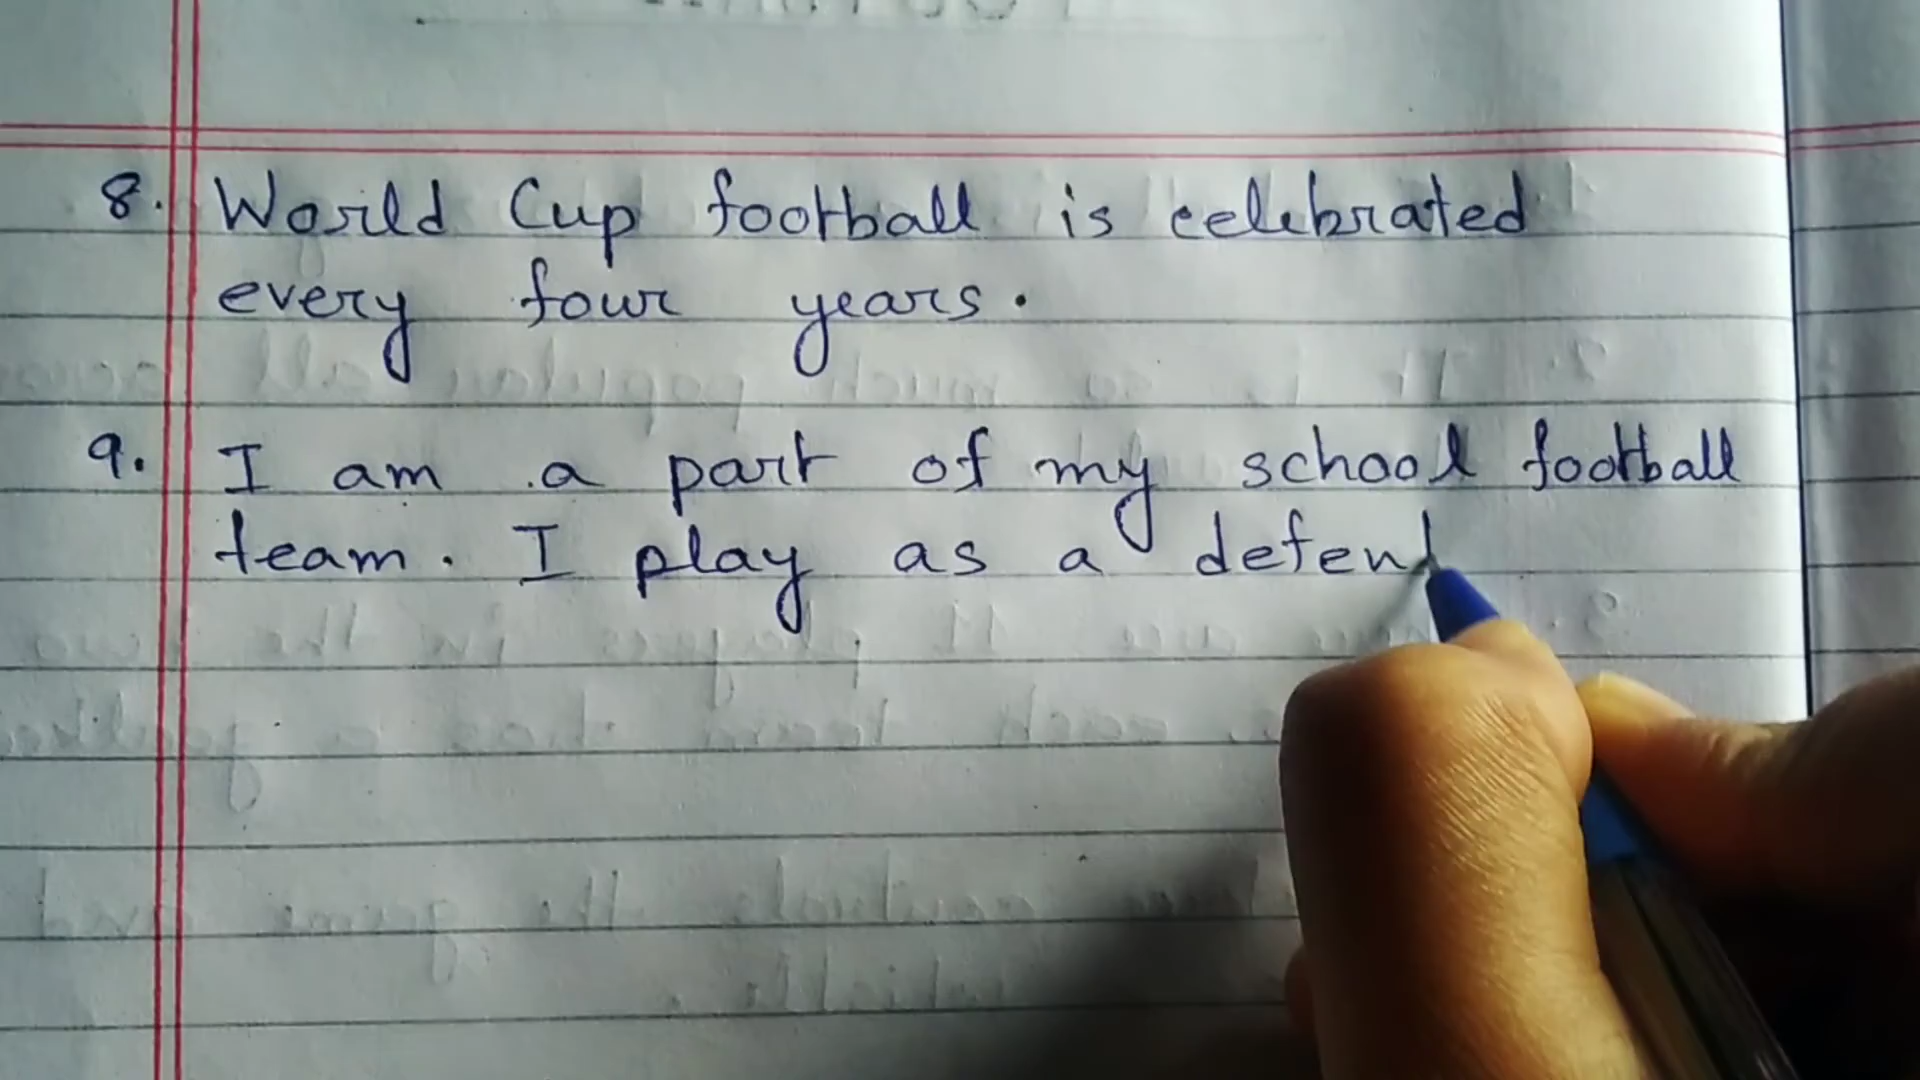 8. World Cup football is celebrated
every four years.
9. I am a part of my school football
team. I play as a defen